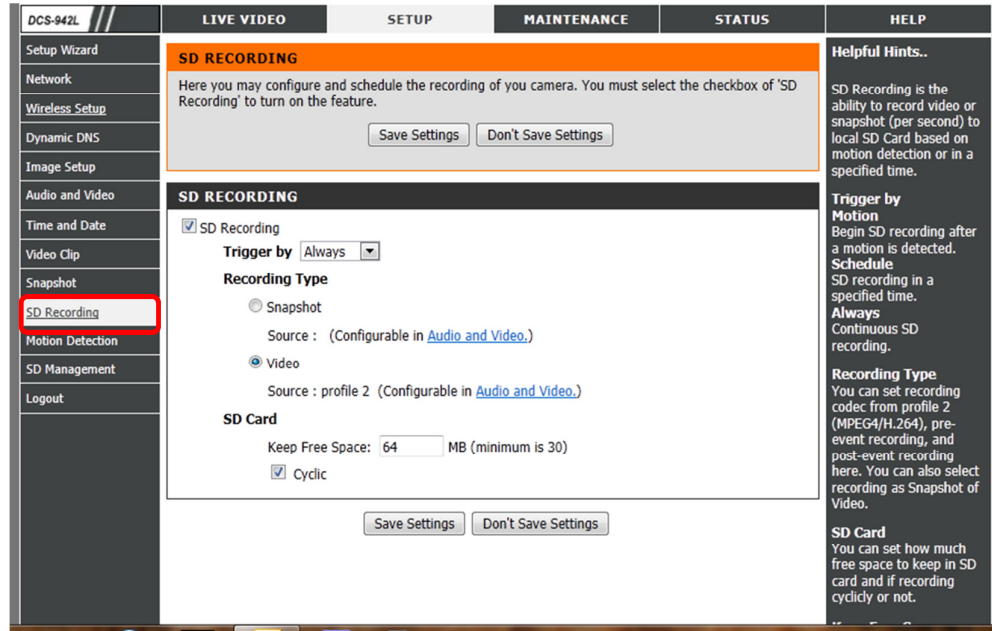 DCS-942L
LIVE VIDEO
SETUP
MAINTENANCE
STATUS
HELP
Setup Wizard
Network
Wireless Setup
Dynamic DNS
Image Setup
Audio and Video
Time and Date
Video Clip
Snapshot
SD Recording
Motion Detection
SD Management
Logout
SD RECORDING
Here you may configure and schedule the recording of you camera. You must select the checkbox of 'SD
Recording' to turn on the feature.
Save Settings
Don't Save Settings
SD RECORDING
SD Recording
Trigger by Always
Recording Type
Snapshot
Source : (Configurable in Audio and Video.)
Video
Source : profile 2 (Configurable in Audio and Video.)
SD Card
Keep Free Space: 64 MB (minimum is 30)
Cyclic
Save Settings
Don't Save Settings
Helpful Hints..
SD Recording is the
ability to record video or
snapshot (per second) to
local SD Card based on
motion detection or in a
specified time.
Trigger by
Motion
Begin SD recording after
a motion is detected.
Schedule
SD recording in a
specified time.
Always
Continuous SD
recording.
Recording Type
You can set recording
codec from profile 2
(MPEG4/H.264), pre-
event recording, and
post-event recording
here. You can also select
recording as Snapshot of
Video.
SD Card
You can set how much
free space to keep in SD
card and if recording
cyclicly or not.